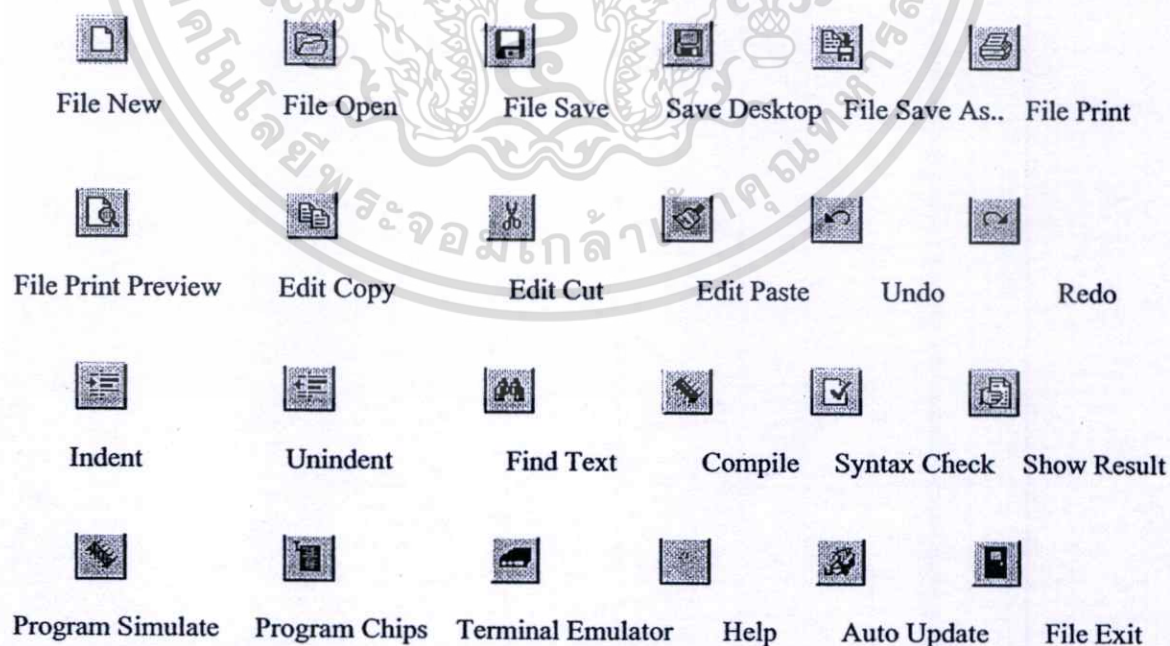 File New File Open File Save Save Desktop File Save As.. File Print
File Print Preview Edit Copy Edit Cut Edit Paste Undo Redo
Indent Unindent Find Text Compile Syntax Check Show Result
Program Simulate Program Chips Terminal Emulator Help Auto Update File Exit